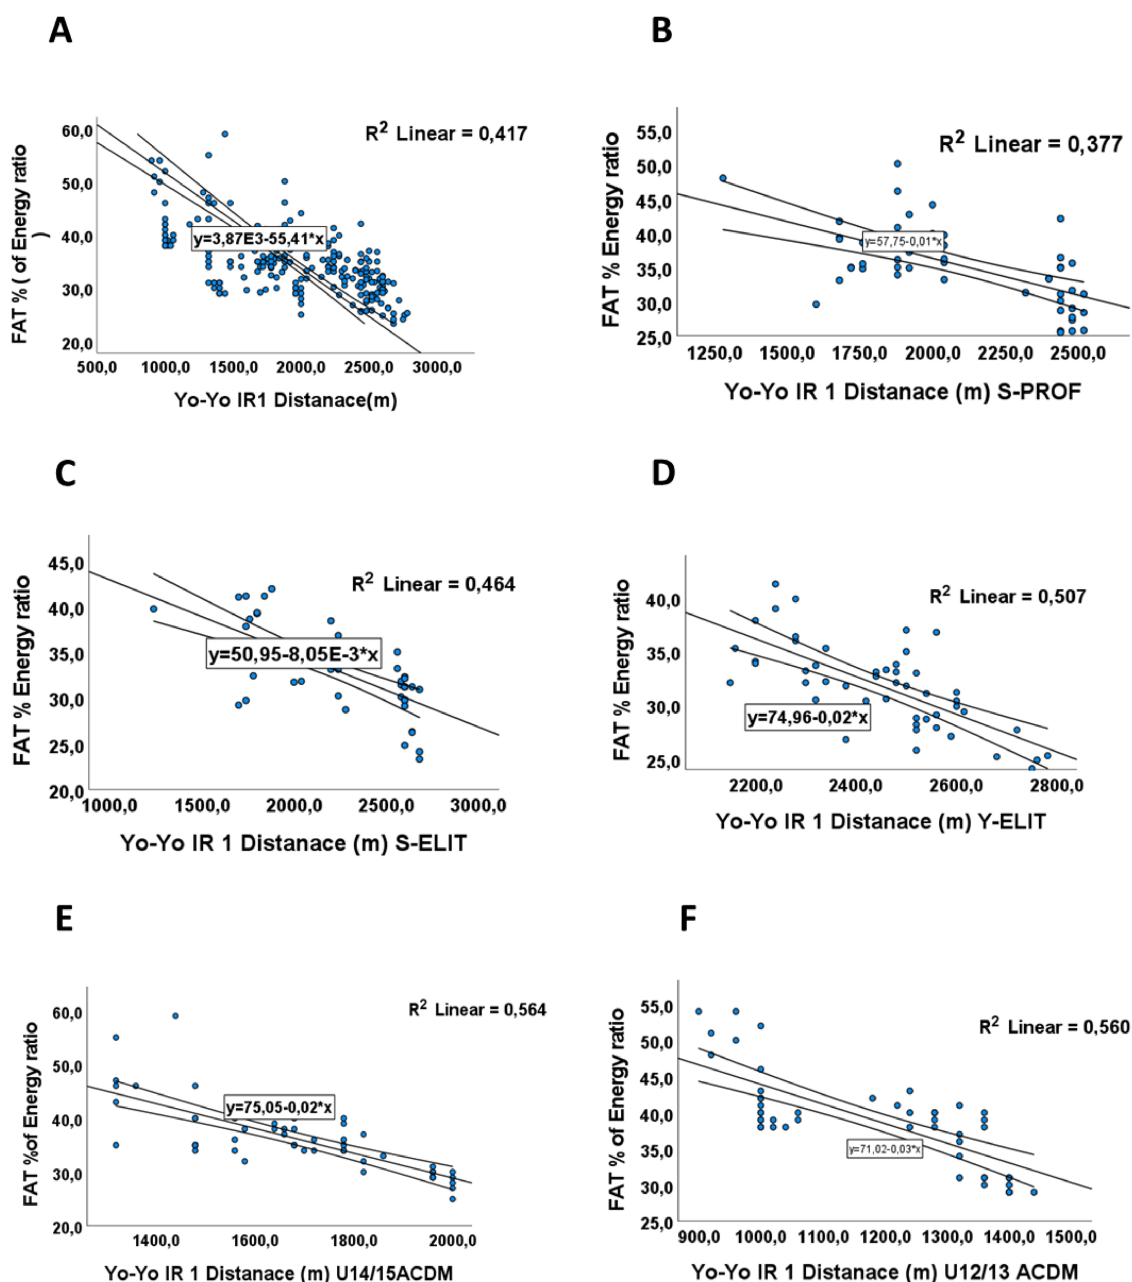 A
R2 Linear = 0,417
FAT % ( of Energy ratio
)
60,0
50,0
40,0
30,0
20,0
y=3,87E3-55,41*x
500,0 1000,0 1500,0 2000,0 2500,0 3000,0
Yo-Yo IR1 Distanace(m)
B
R2 Linear = 0,377
FAT % Energy ratio
55,0
50,0
45,0
40,0
35,0
30,0
25,0
y=57,75-0,01*x
1250,0 1500,0 1750,0 2000,0 2250,0 2500,0
Yo-Yo IR 1 Distanace (m) S-PROF
C
R2 Linear = 0,464
FAT % Energy ratio
45,0
40,0
35,0
30,0
25,0
20,0
y=50,95-8,05E-3*x
1000,0 1500,0 2000,0 2500,0 3000,0
Yo-Yo IR 1 Distanace (m) S-ELIT
D
R2 Linear = 0,507
FAT % Energy ratio
40,0
35,0
30,0
25,0
y=74,96-0,02*x
2200,0 2400,0 2600,0 2800,0
Yo-Yo IR 1 Distanace (m) Y-ELIT
E
R2 Linear = 0,564
FAT %of Energy ratio
60,0
50,0
40,0
30,0
20,0
y=75,05-0,02*x
1400,0 1600,0 1800,0 2000,0
Yo-Yo IR 1 Distanace (m) U14/15ACDM
F
R2 Linear = 0,560
FAT %of Energy ratio
55,0
50,0
45,0
40,0
35,0
30,0
25,0
y=71,02-0,03*x
900,0 1000,0 1100,0 1200,0 1300,0 1400,0 1500,0
Yo-Yo IR 1 Distanace (m) U12/13 ACDM